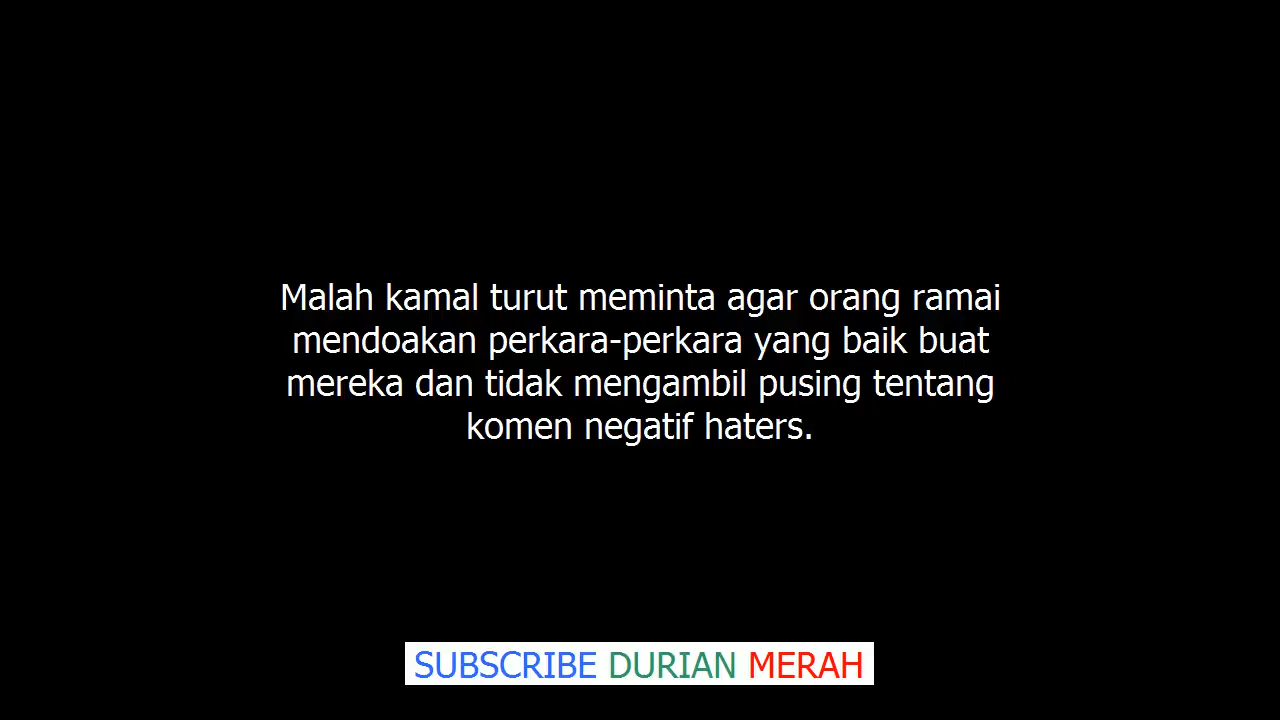 Malah kamal turut meminta agar orang ramai
mendoakan perkara-perkara yang baik buat
mereka dan tidak mengambil pusing tentang
komen negatif haters.
SUBSCRIBE DURIAN MERAH